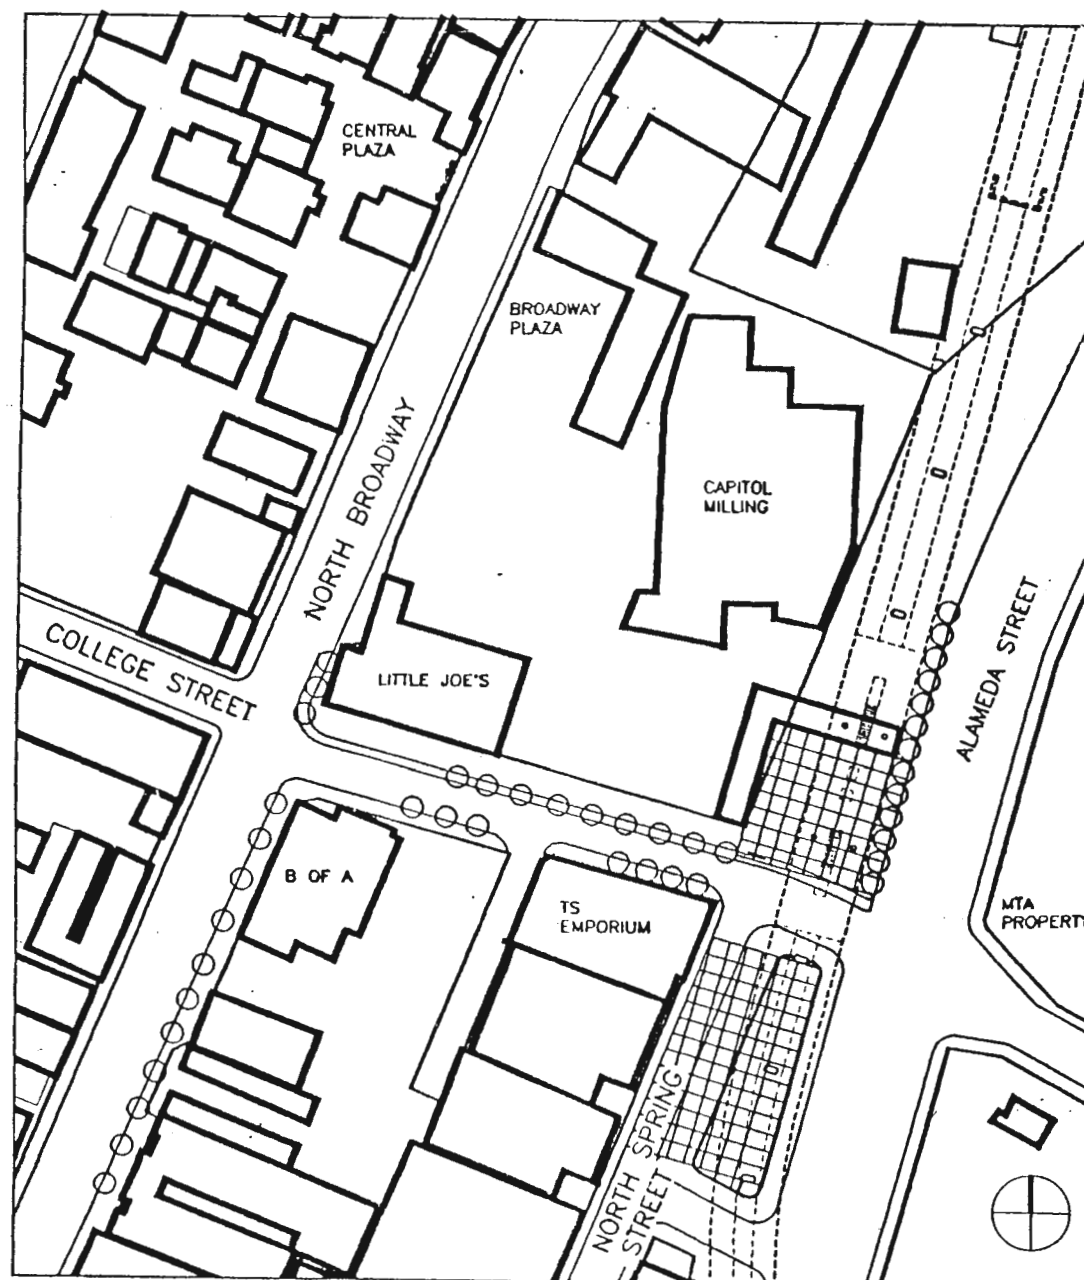 CENTRAL
PLAZA
BROADWAY
PLAZA
NORTH BROADWAY
CAPITOL
MILLING
COLLEGE STREET
LITTLE JOE'S
ALAMEDA STREET
B OF A
TS
EMPORIUM
MTA
PROPERTY
NORTH SPRING
STREET